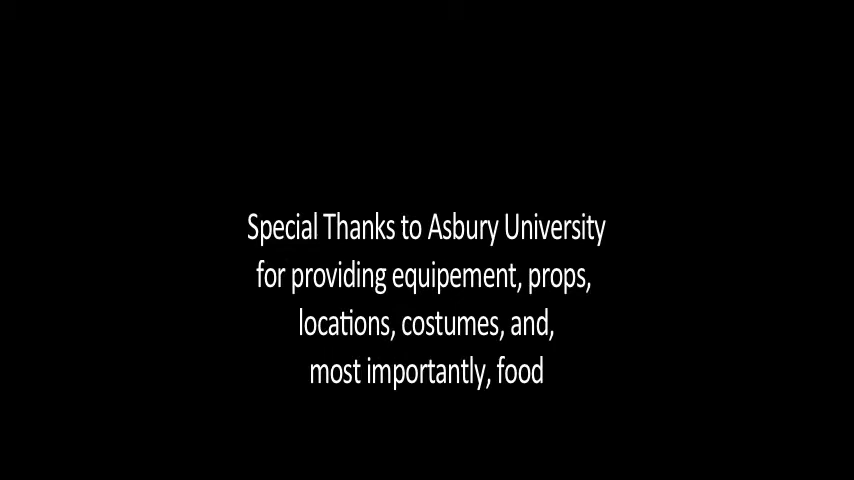 Special Thanks to Asbury University
for providing equipement, props,
locations, costumes, and,
most importantly, food